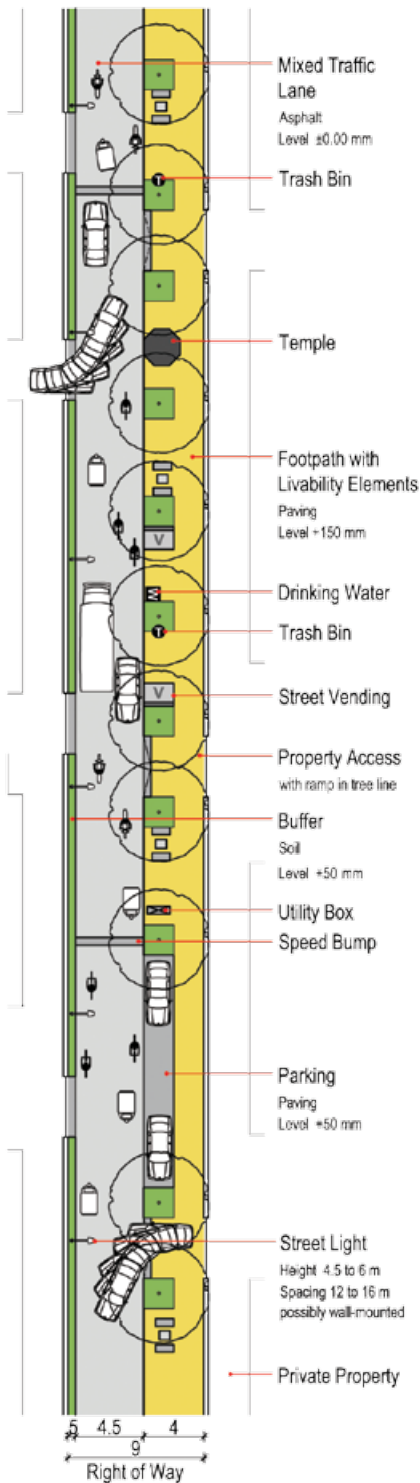 Mixed Traffic
Lane
Asphalt
Level ±0.00 mm
T
Trash Bin
Temple
Footpath with
Livability Elements
Paving
Level +150 mm
V
Drinking Water
T
Trash Bin
V
Street Vending
Property Access
with ramp in tree line
Buffer
Soil
Level +50 mm
Utility Box
Speed Bump
Parking
Paving
Level +50 mm
Street Light
Height 4.5 to 6 m
Spacing 12 to 16 m
possibly wall-mounted
Private Property
.5 4.5 4
9
Right of Way